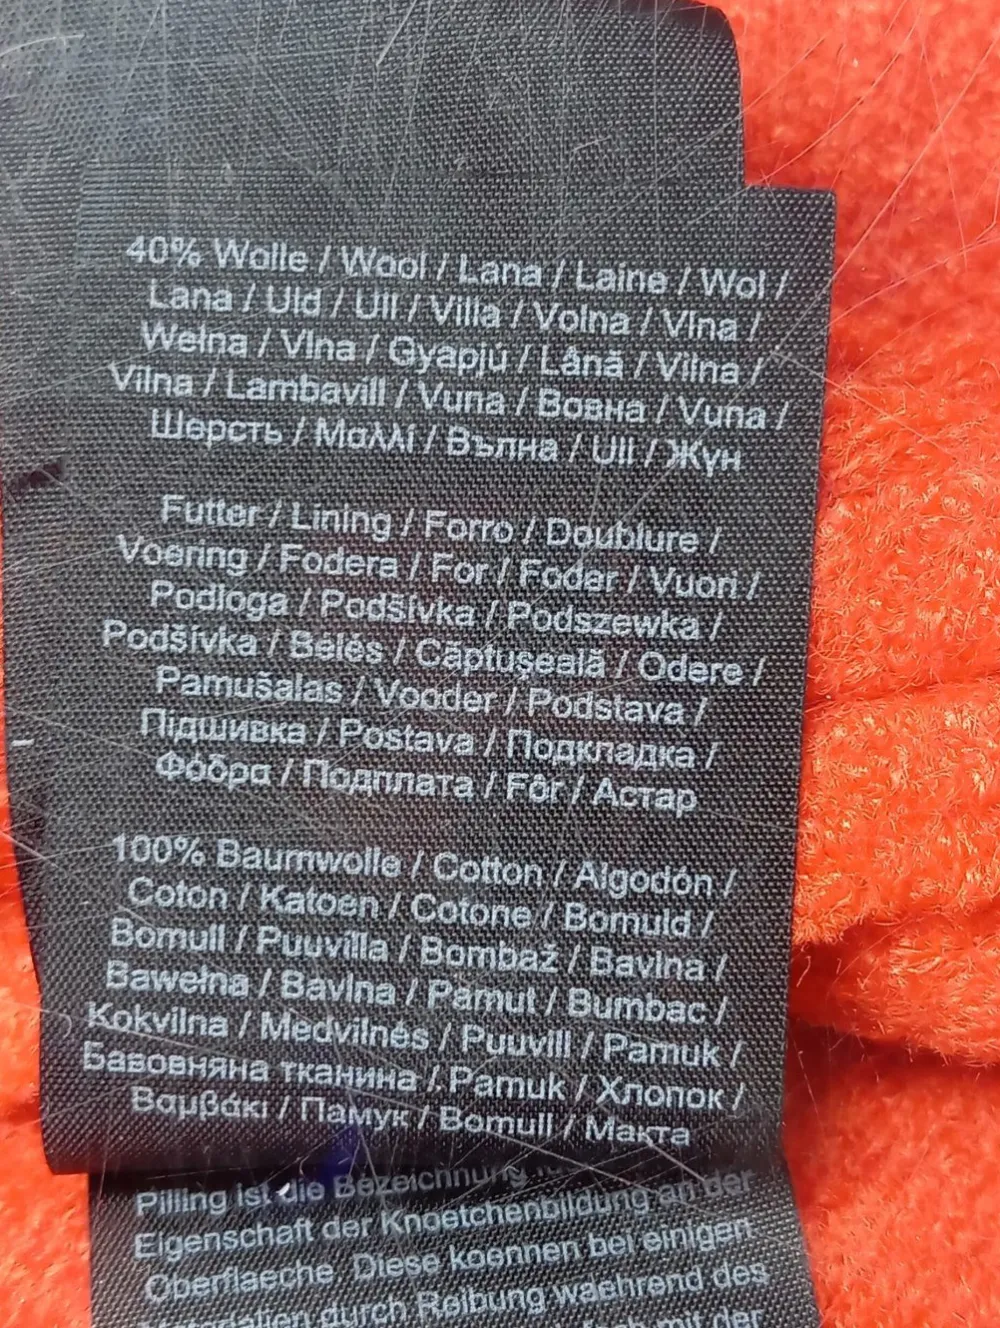 40% Wolle / Wool / Lana / Laine / Wol /
Lana / Uld / Ull / Villa / Volna / Vlna /
Wełna / Vlna / Gyapjú / Lână / Vilna /
Vilna / Lambavill / Vuna / Вовна / Vuna /
Шерсть / Μαλλί / Вълна / Ull / Жүн
Futter / Lining / Forro / Doublure /
Voering / Fodera / For / Foder / Vuori /
Podloga / Podšívka / Podszewka /
Podšívka / Bélés / Căptuşeală / Odere /
Pamušalas / Vooder / Podstava /
Підшивка / Postava / Подкладка /
Φόδρα / Подплата / Fôr / Астар
100% Baumwolle / Cotton / Algodón /
Coton / Katoen / Cotone / Bomuld /
Bomull / Puuvilla / Bombaž / Bavlna /
Bawełna / Bavlna / Pamut / Bumbac /
Kokvilna / Medvilnės / Puuvill / Pamuk /
Бавовняна тканина / Pamuk / Хлопок /
Βαμβάκι / Памук / Bomull / Макта
Pilling ist die Bezeichnung
Eigenschaft der Knoetchenbildung an der
Oberflaeche Diese koennen bei einigen
durch Reibung waehrend des
mit der